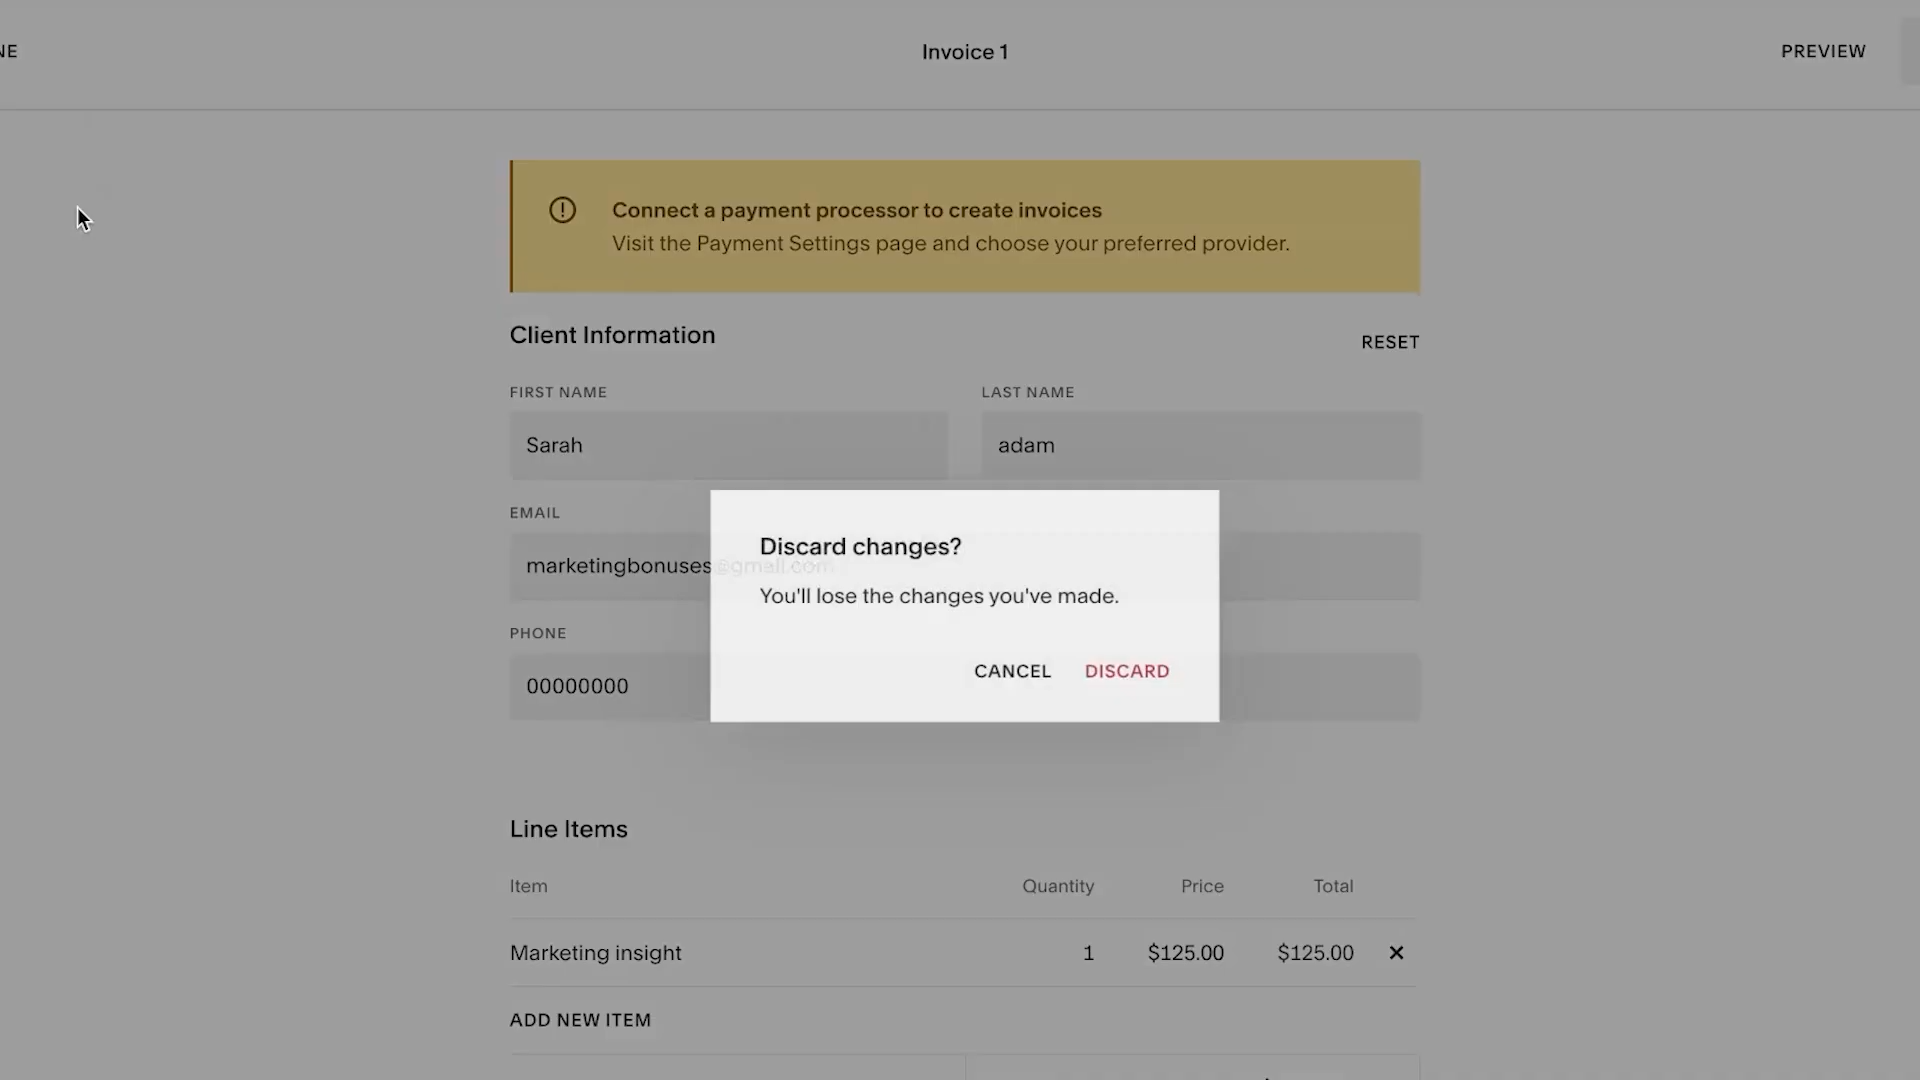 NE
Invoice 1
PREVIEW
Connect a payment processor to create invoices
Visit the Payment Settings page and choose your preferred provider.
Client Information
RESET
FIRST NAME
LAST NAME
Sarah
adam
EMAIL
marketingbonuses@gmail.com
Discard changes?
You'll lose the changes you've made.
CANCEL DISCARD
PHONE
00000000
Line Items
Item Quantity Price Total
Marketing insight 1 $125.00 $125.00
ADD NEW ITEM